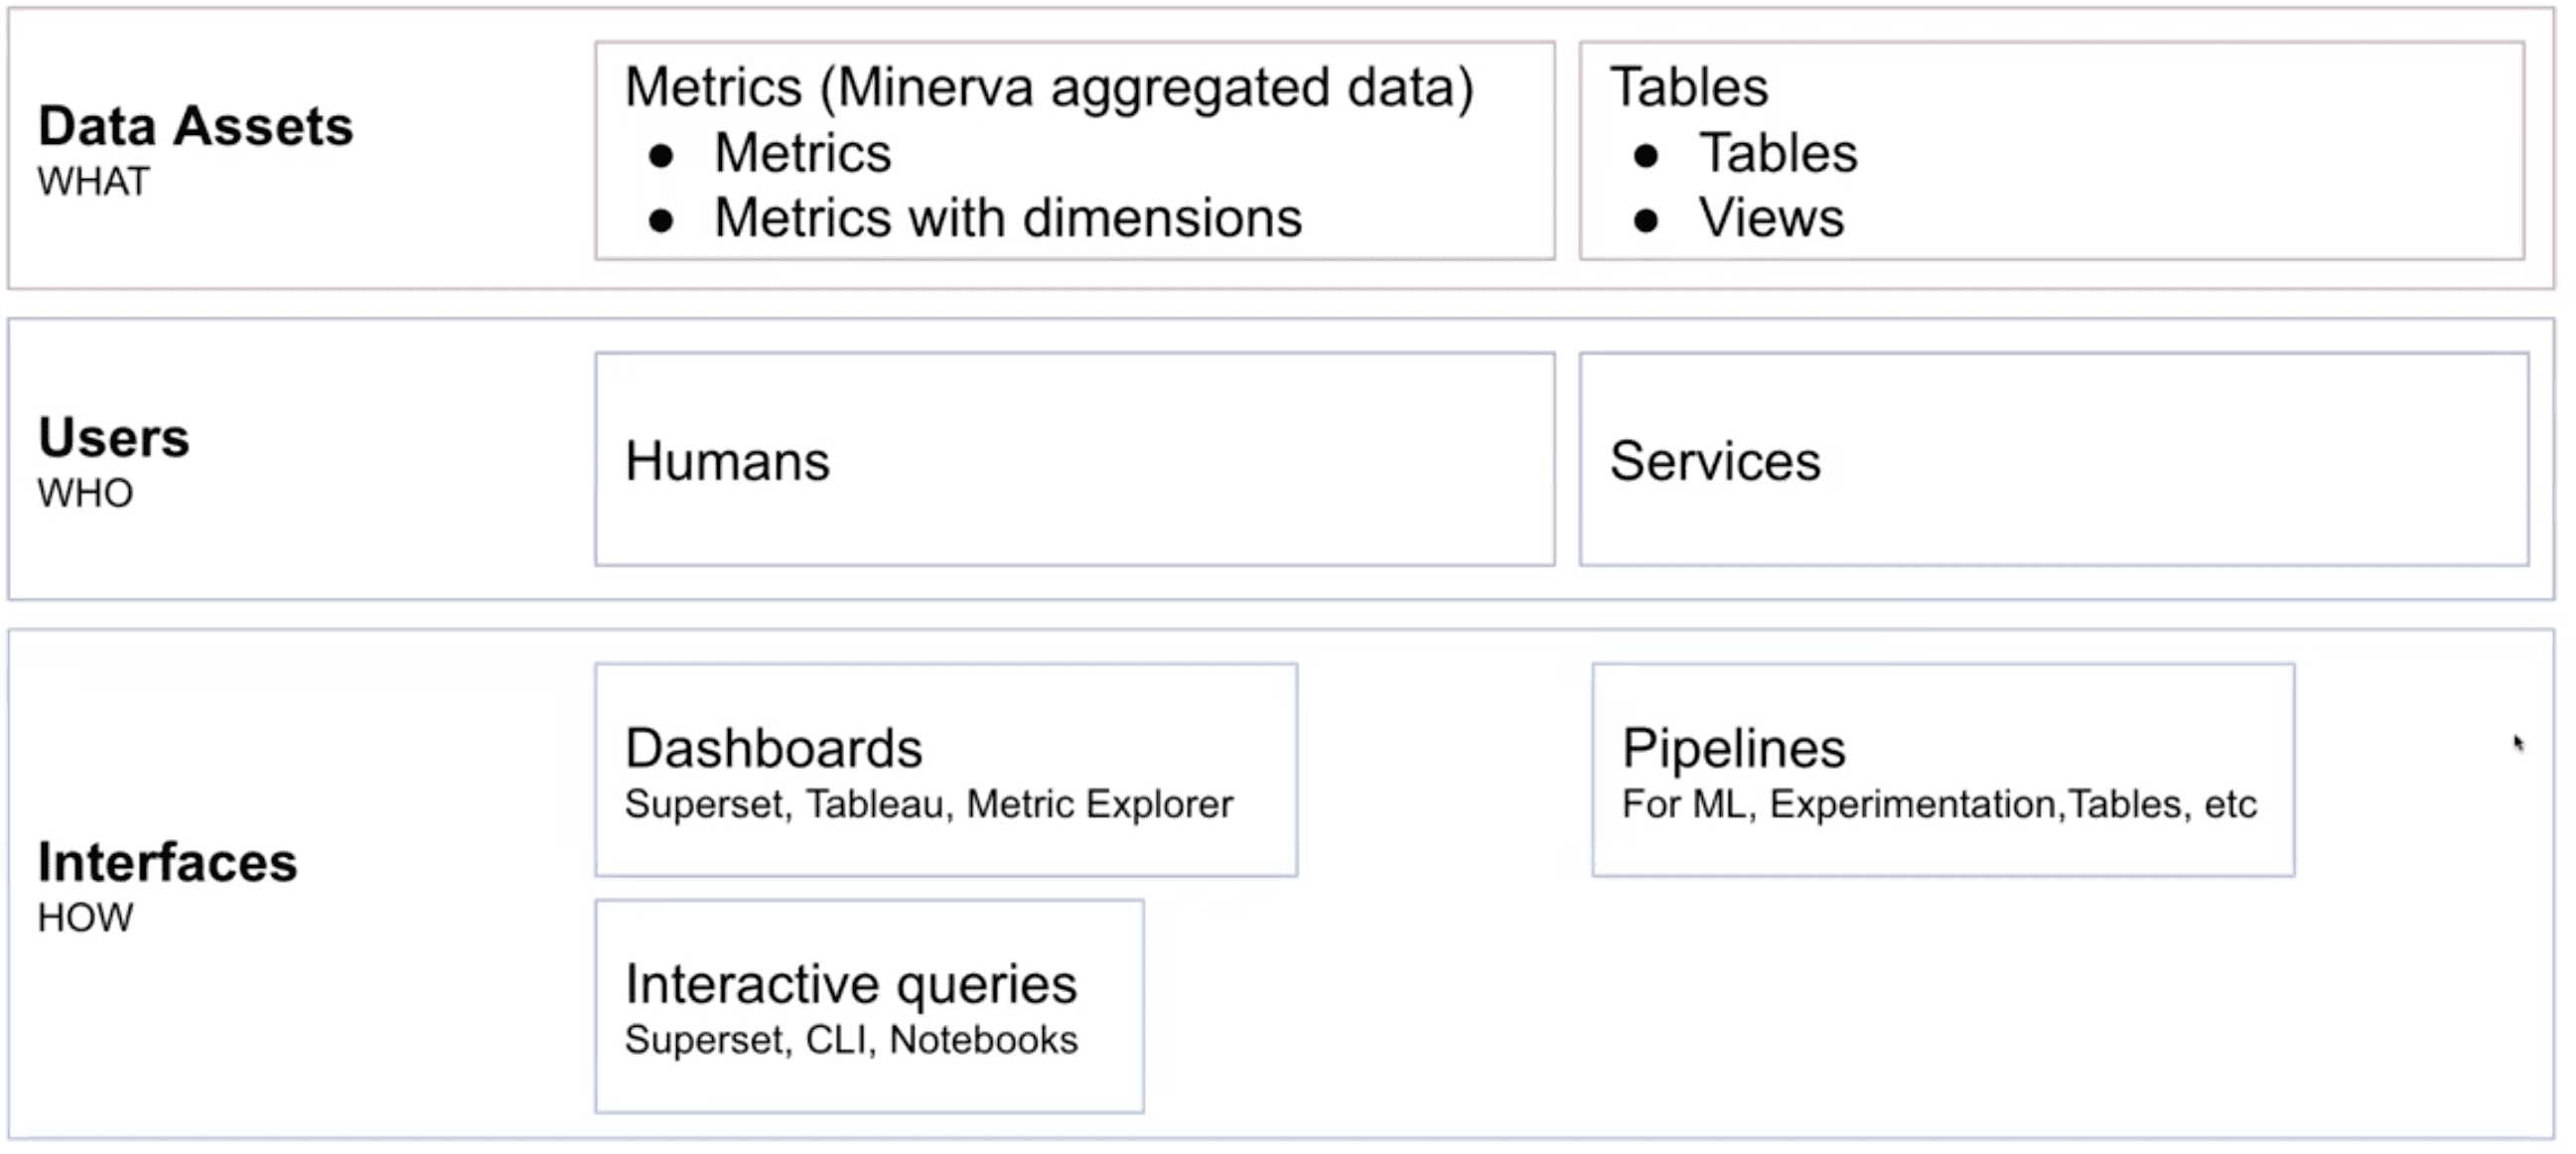 Data Assets
WHAT
Metrics (Minerva aggregated data)
● Metrics
● Metrics with dimensions
Tables
● Tables
● Views
Users
WHO
Humans
Services
Interfaces
HOW
Dashboards
Superset, Tableau, Metric Explorer
Pipelines
For ML, Experimentation,Tables, etc
Interactive queries
Superset, CLI, Notebooks